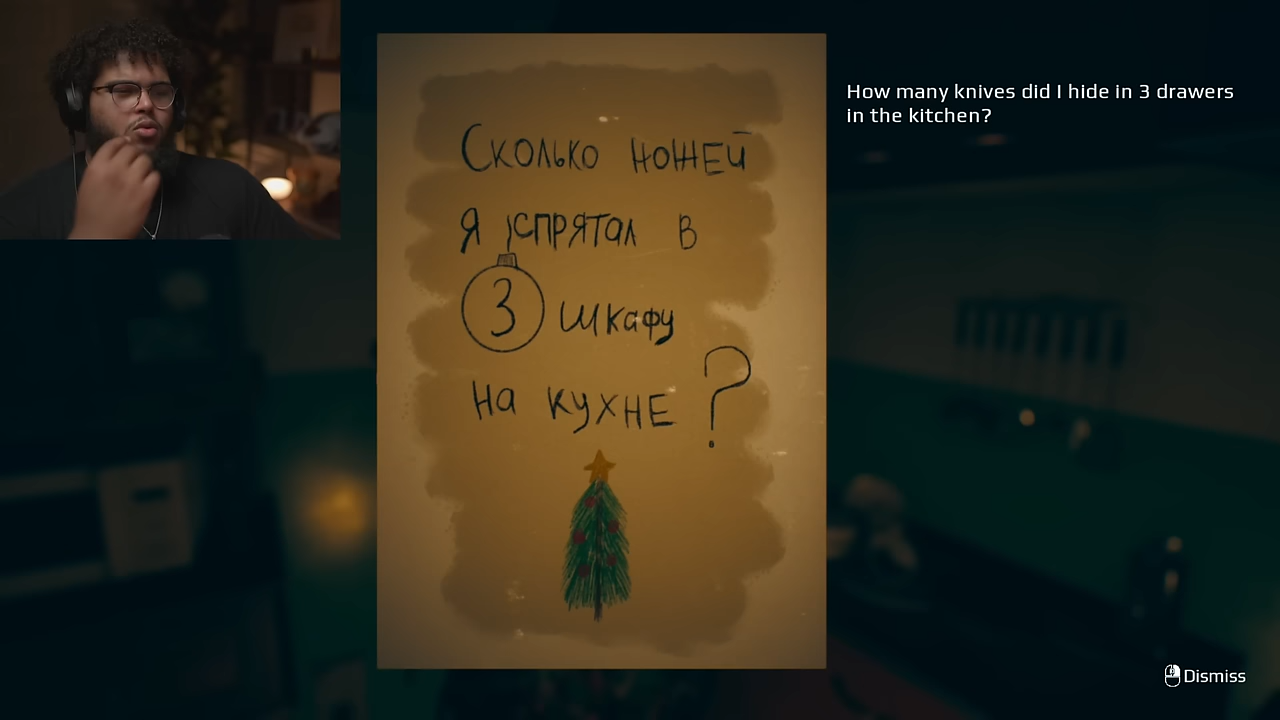 Сколько ножей
я спрятал в
3 шкафу
на кухне?
How many knives did I hide in 3 drawers
in the kitchen?
Dismiss